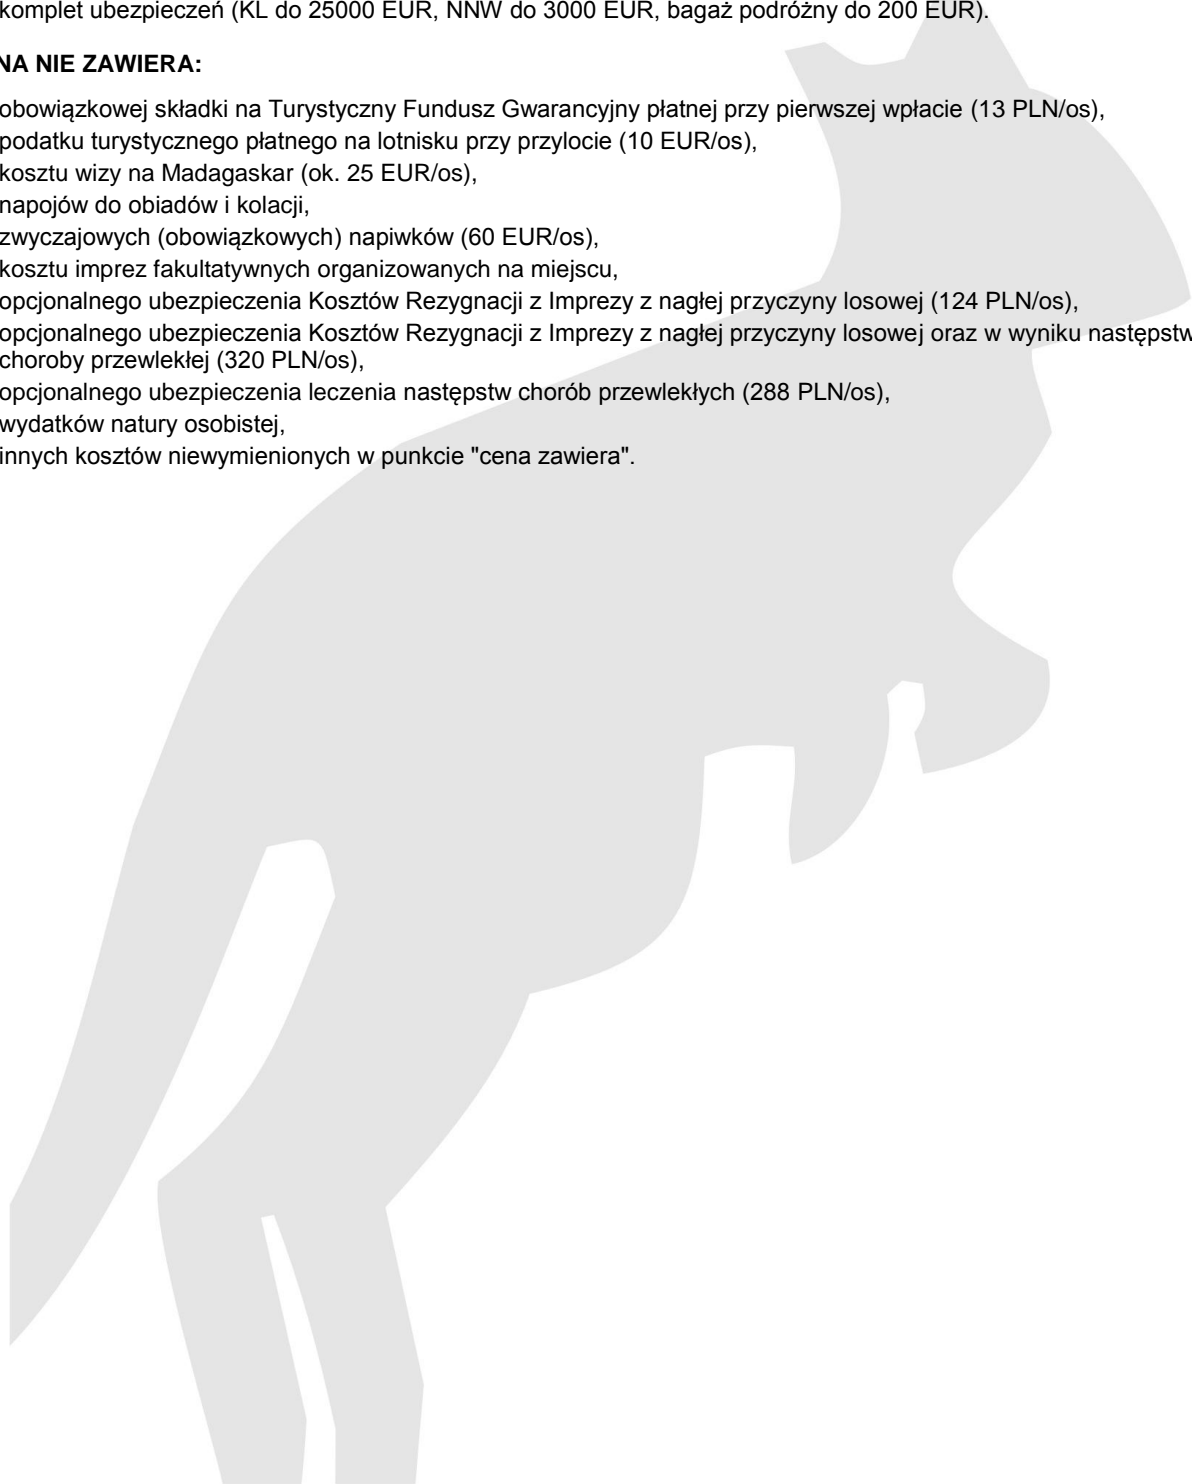 komplet ubezpieczeń (KL do 25000 EUR, NNW do 3000 EUR, bagaż podróżny do 200 EUR).
NA NIE ZAWIERA:
obowiązkowej składki na Turystyczny Fundusz Gwarancyjny płatnej przy pierwszej wpłacie (13 PLN/os),
podatku turystycznego płatnego na lotnisku przy przylocie (10 EUR/os),
kosztu wizy na Madagaskar (ok. 25 EUR/os),
napojów do obiadów i kolacji,
zwyczajowych (obowiązkowych) napiwków (60 EUR/os),
kosztu imprez fakultatywnych organizowanych na miejscu,
opcjonalnego ubezpieczenia Kosztów Rezygnacji z Imprezy z nagłej przyczyny losowej (124 PLN/os),
opcjonalnego ubezpieczenia Kosztów Rezygnacji z Imprezy z nagłej przyczyny losowej oraz w wyniku następstw
choroby przewlekłej (320 PLN/os),
opcjonalnego ubezpieczenia leczenia następstw chorób przewlekłych (288 PLN/os),
wydatków natury osobistej,
innych kosztów niewymienionych w punkcie "cena zawiera".